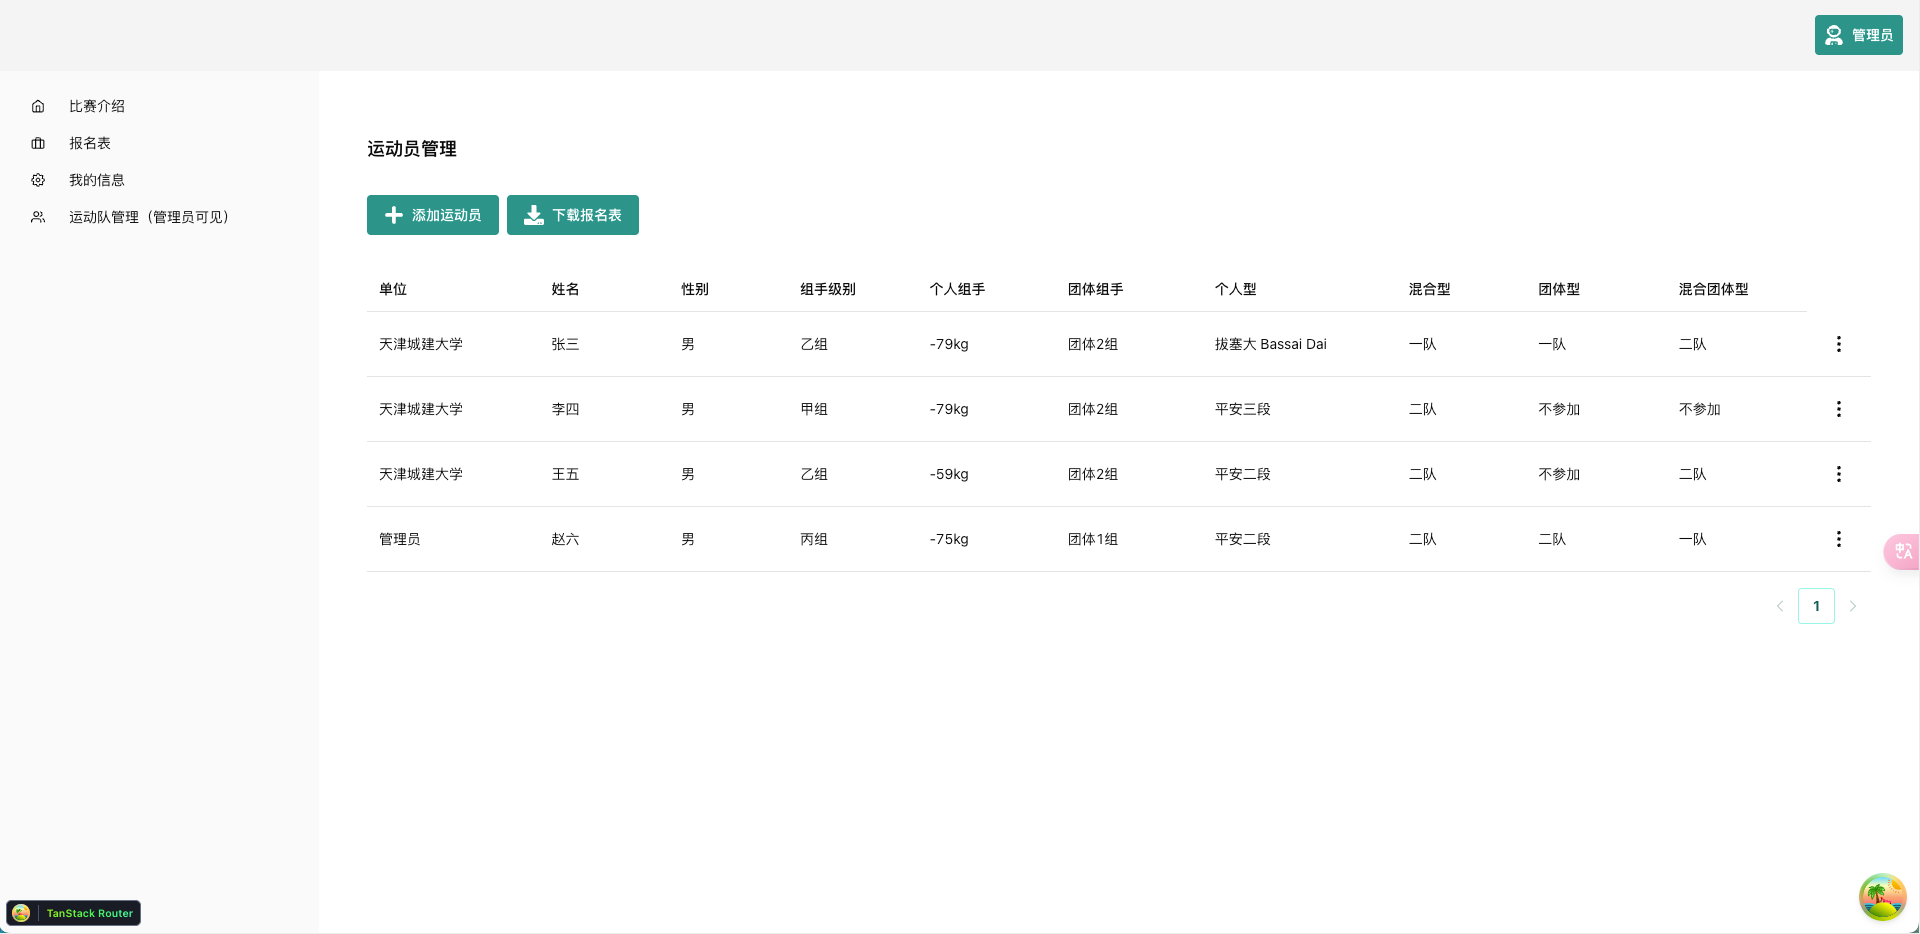 管理员
比赛介绍
报名表
我的信息
运动队管理（管理员可见）
运动员管理
添加运动员 下载报名表
单位 姓名 性别 组手级别 个人组手 团体组手 个人型 混合型 团体型 混合团体型
天津城建大学 张三 男 乙组 -79kg 团体2组 拔塞大 Bassai Dai 一队 一队 二队
天津城建大学 李四 男 甲组 -79kg 团体2组 平安三段 二队 不参加 不参加
天津城建大学 王五 男 乙组 -59kg 团体2组 平安二段 二队 不参加 二队
管理员 赵六 男 丙组 -75kg 团体1组 平安二段 二队 二队 一队
1
TanStack Router